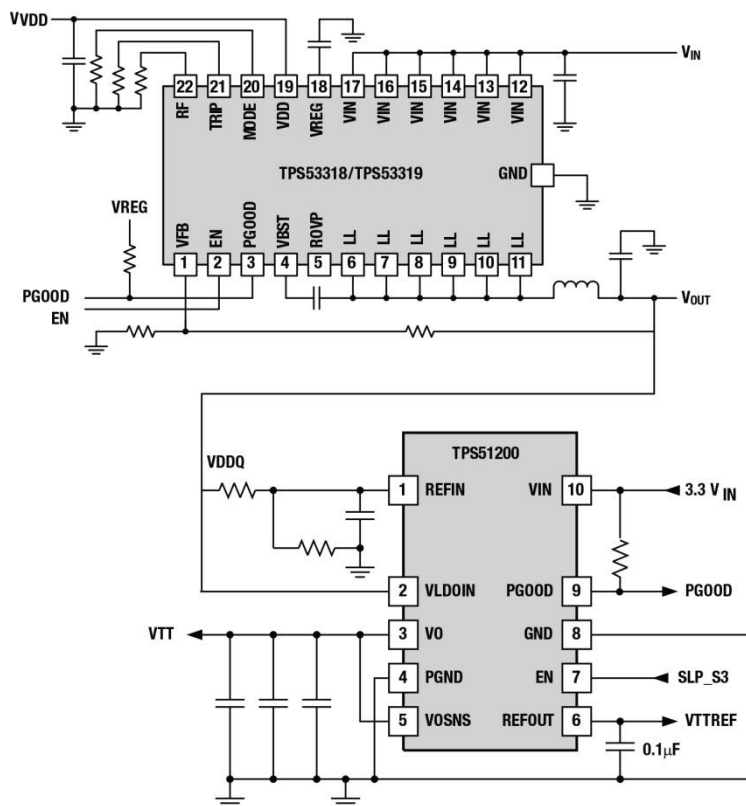 VVDD
VIN
22 21 20 19 18 17 16 15 14 13 12
RF TRIP MODE VDD VREG VIN VIN VIN VIN VIN VIN
TPS53318/TPS53319
GND
VREG
VFB EN PGOOD VBST ROVP LL LL LL LL LL LL
1 2 3 4 5 6 7 8 9 10 11
PGOOD
EN
VOUT
TPS51200
VDDQ
1 REFIN VIN 10 3.3 VIN
2 VLDOIN PGOOD 9 PGOOD
VTT 3 VO GND 8
4 PGND EN 7 SLP_S3
5 VOSNS REFOUT 6 VTTREF
0.1μF